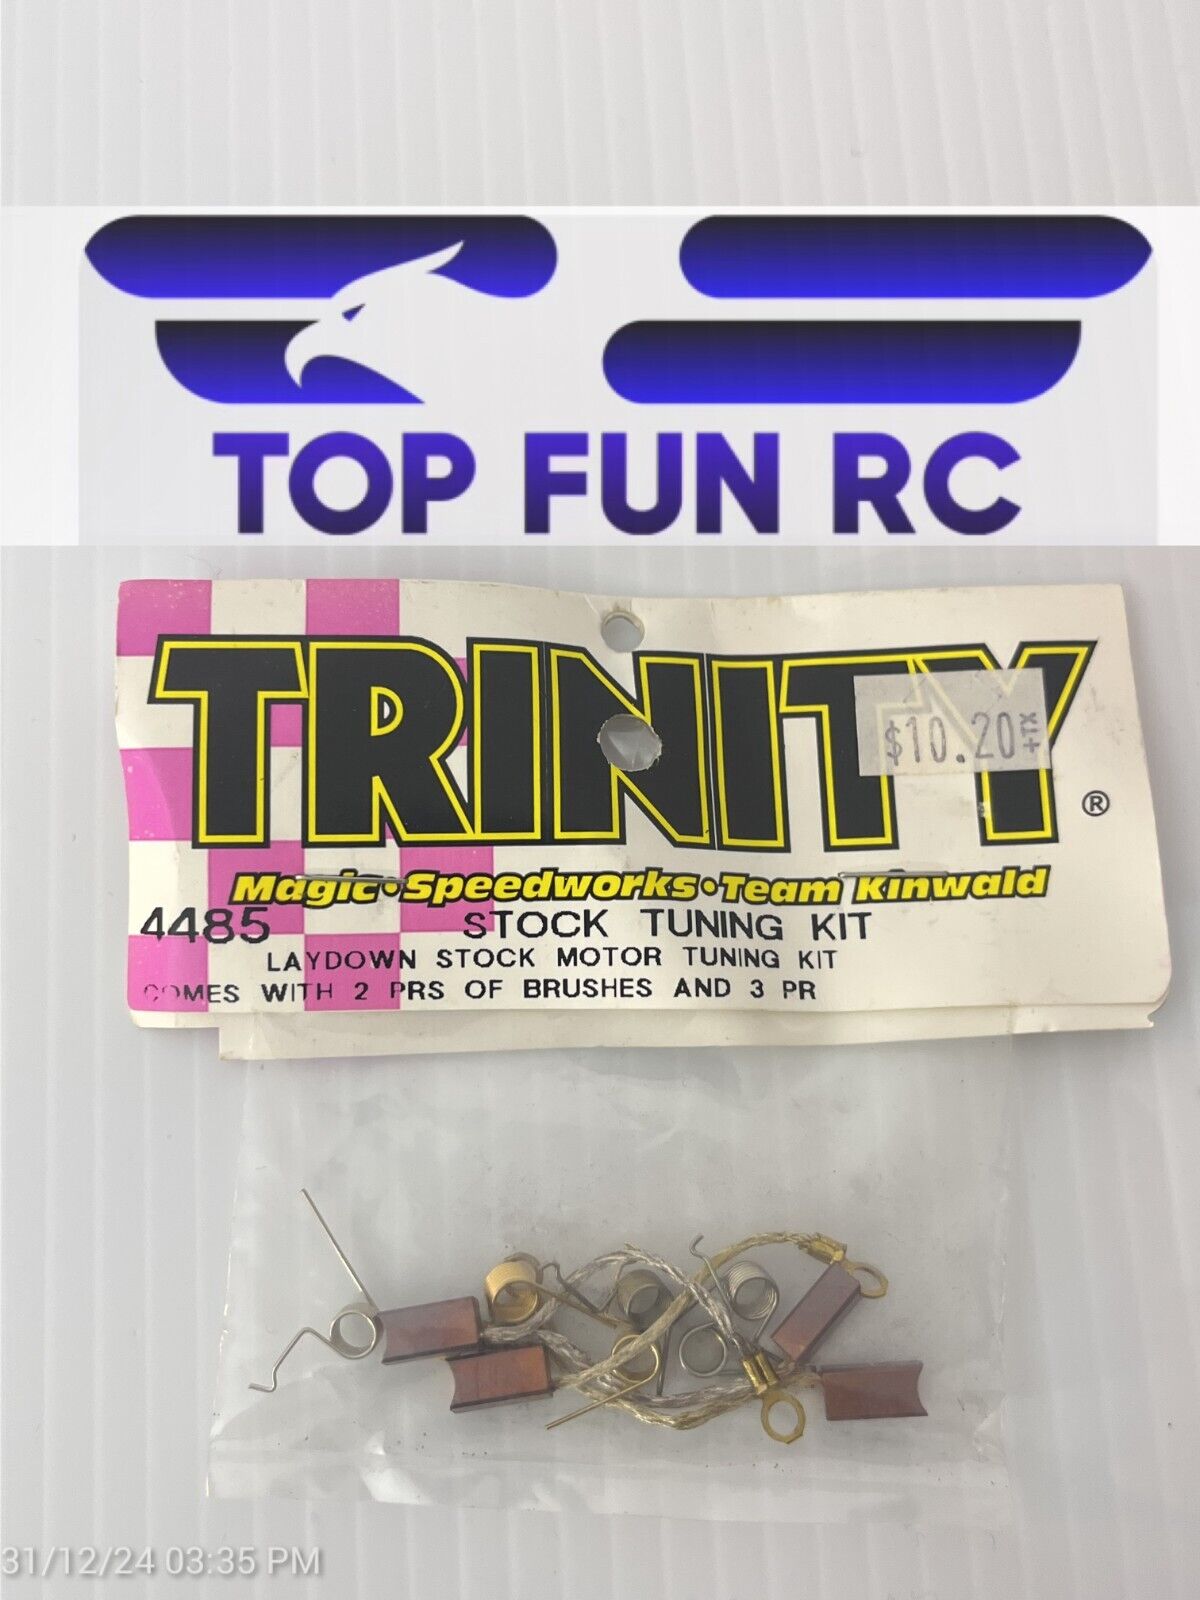 TOP FUN RC
TRINITY®
$10.20+TX
Magic•Speedworks•Team Kinwald
4485 STOCK TUNING KIT
LAYDOWN STOCK MOTOR TUNING KIT
COMES WITH 2 PRS OF BRUSHES AND 3 PR
31/12/24 03:35 PM